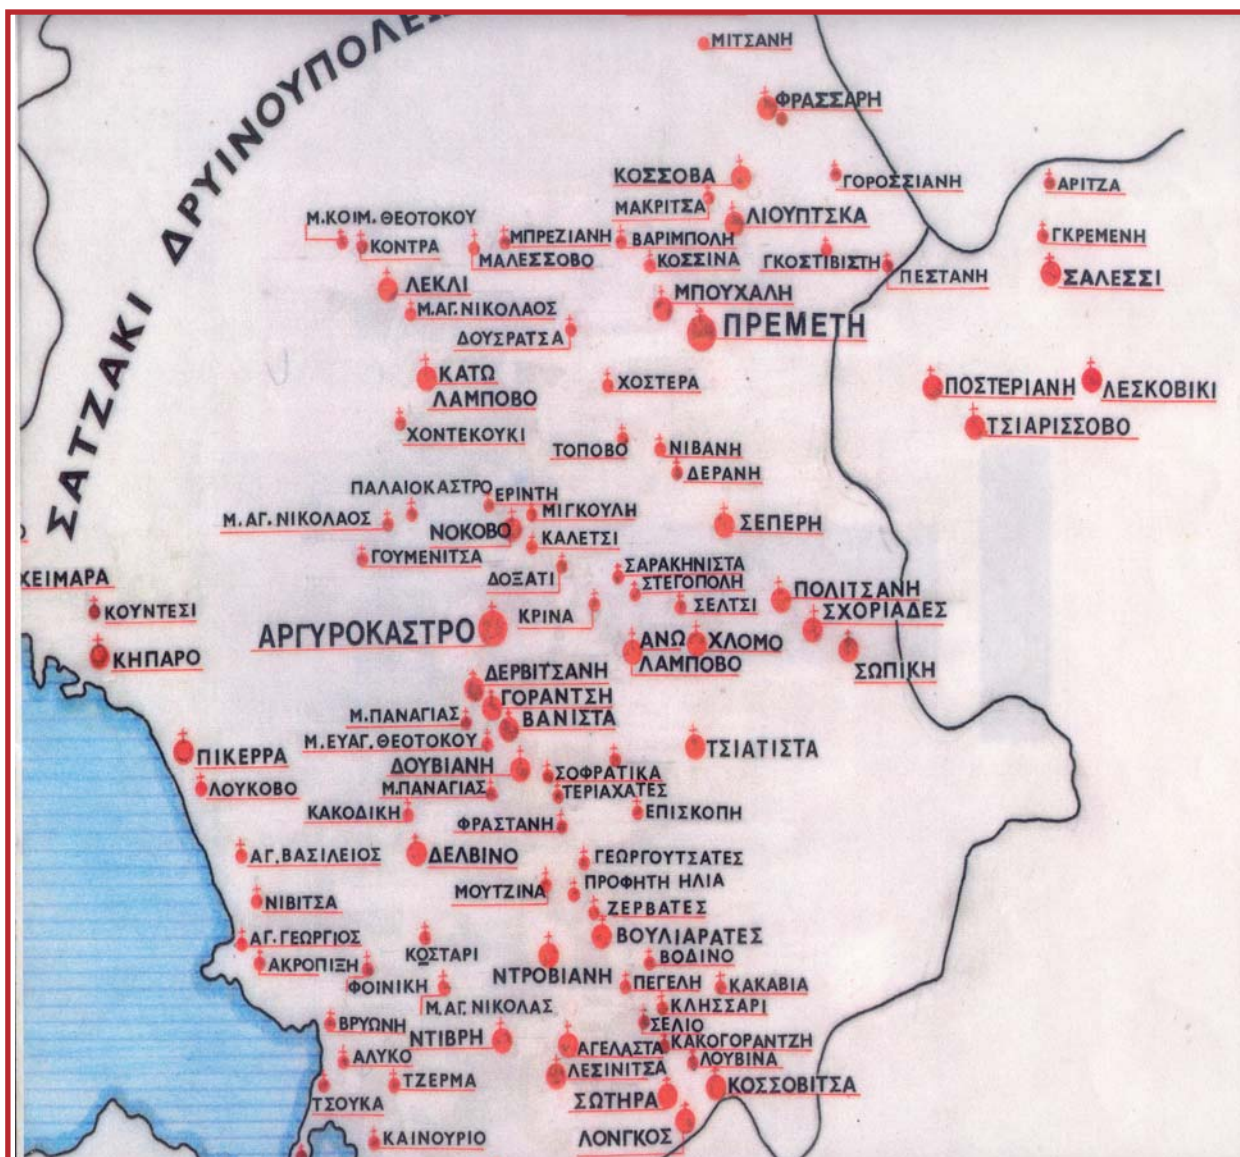 ΣΑΤΖΑΚΙ ΔΡΥΙΝΟΥΠΟΛΕΩ
ΜΙΤΣΑΝΗ
ΦΡΑΣΣΑΡΗ
ΚΟΣΣΟΒΑ
ΓΟΡΟΣΣΙΑΝΗ
ΑΡΙΤΖΑ
ΜΑΚΡΙΤΣΑ
ΛΙΟΥΠΤΣΚΑ
Μ.ΚΟΙΜ. ΘΕΟΤΟΚΟΥ
ΚΟΝΤΡΑ
ΜΠΡΕΖΙΑΝΗ
ΒΑΡΙΜΠΟΛΗ
ΓΚΡΕΜΕΝΗ
ΜΑΛΕΣΣΟΒΟ
ΚΟΣΣΙΝΑ
ΓΚΟΣΤΙΒΙΣΤΗ
ΠΕΣΤΑΝΗ
ΣΑΛΕΣΣΙ
ΛΕΚΛΙ
ΜΠΟΥΧΑΛΗ
Μ.ΑΓ.ΝΙΚΟΛΑΟΣ
ΠΡΕΜΕΤΗ
ΔΟΥΣΡΑΤΣΑ
ΚΑΤΩ
ΛΑΜΠΟΒΟ
ΧΟΣΤΕΡΑ
ΠΟΣΤΕΡΙΑΝΗ
ΛΕΣΚΟΒΙΚΙ
ΤΣΙΑΡΙΣΣΟΒΟ
ΧΟΝΤΕΚΟΥΚΙ
ΤΟΠΟΒΟ
ΝΙΒΑΝΗ
ΔΕΡΑΝΗ
ΠΑΛΑΙΟΚΑΣΤΡΟ
ΕΡΙΝΤΗ
Μ.ΑΓ.ΝΙΚΟΛΑΟΣ
ΜΙΓΚΟΥΛΗ
ΝΟΚΟΒΟ
ΣΕΠΕΡΗ
ΚΑΛΕΤΣΙ
ΓΟΥΜΕΝΙΤΣΑ
ΔΟΞΑΤΙ
ΣΑΡΑΚΗΝΙΣΤΑ
ΧΕΙΜΑΡΑ
ΣΤΕΓΟΠΟΛΗ
ΠΟΛΙΤΣΑΝΗ
ΚΟΥΝΤΕΣΙ
ΚΡΙΝΑ
ΣΕΛΤΣΙ
ΣΧΟΡΙΑΔΕΣ
ΑΡΓΥΡΟΚΑΣΤΡΟ
ΑΝΩ
ΛΑΜΠΟΒΟ
ΧΛΟΜΟ
ΚΗΠΑΡΟ
ΣΩΠΙΚΗ
ΔΕΡΒΙΤΣΑΝΗ
ΓΟΡΑΝΤΣΗ
Μ.ΠΑΝΑΓΙΑΣ
ΒΑΝΙΣΤΑ
Μ.ΕΥΑΓ.ΘΕΟΤΟΚΟΥ
ΤΣΙΑΤΙΣΤΑ
ΠΙΚΕΡΡΑ
ΔΟΥΒΙΑΝΗ
ΣΟΦΡΑΤΙΚΑ
ΛΟΥΚΟΒΟ
Μ.ΠΑΝΑΓΙΑΣ
ΤΕΡΙΑΧΑΤΕΣ
ΚΑΚΟΔΙΚΗ
ΕΠΙΣΚΟΠΗ
ΦΡΑΣΤΑΝΗ
ΑΓ.ΒΑΣΙΛΕΙΟΣ
ΔΕΛΒΙΝΟ
ΓΕΩΡΓΟΥΤΣΑΤΕΣ
ΠΡΟΦΗΤΗ ΗΛΙΑ
ΜΟΥΤΖΙΝΑ
ΝΙΒΙΤΣΑ
ΖΕΡΒΑΤΕΣ
ΑΓ.ΓΕΩΡΓΙΟΣ
ΒΟΥΛΙΑΡΑΤΕΣ
ΚΟΣΤΑΡΙ
ΑΚΡΟΠΙΞΗ
ΒΟΔΙΝΟ
ΝΤΡΟΒΙΑΝΗ
ΦΟΙΝΙΚΗ
ΠΕΓΕΛΗ
ΚΑΚΑΒΙΑ
Μ.ΑΓ.ΝΙΚΟΛΑΣ
ΚΛΗΣΣΑΡΙ
ΒΡΥΩΝΗ
ΣΕΛΙΟ
ΝΤΙΒΡΗ
ΚΑΚΟΓΟΡΑΝΤΖΗ
ΑΓΕΛΑΣΤΑ
ΑΛΥΚΟ
ΛΟΥΒΙΝΑ
ΛΕΣΙΝΙΤΣΑ
ΤΖΕΡΜΑ
ΚΟΣΣΟΒΙΤΣΑ
ΤΣΟΥΚΑ
ΣΩΤΗΡΑ
ΚΑΙΝΟΥΡΙΟ
ΛΟΝΓΚΟΣ